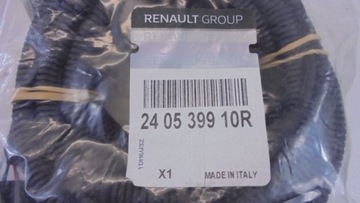 RENAULT GROUP
24 05 399 10R
X1
MADE IN ITALY